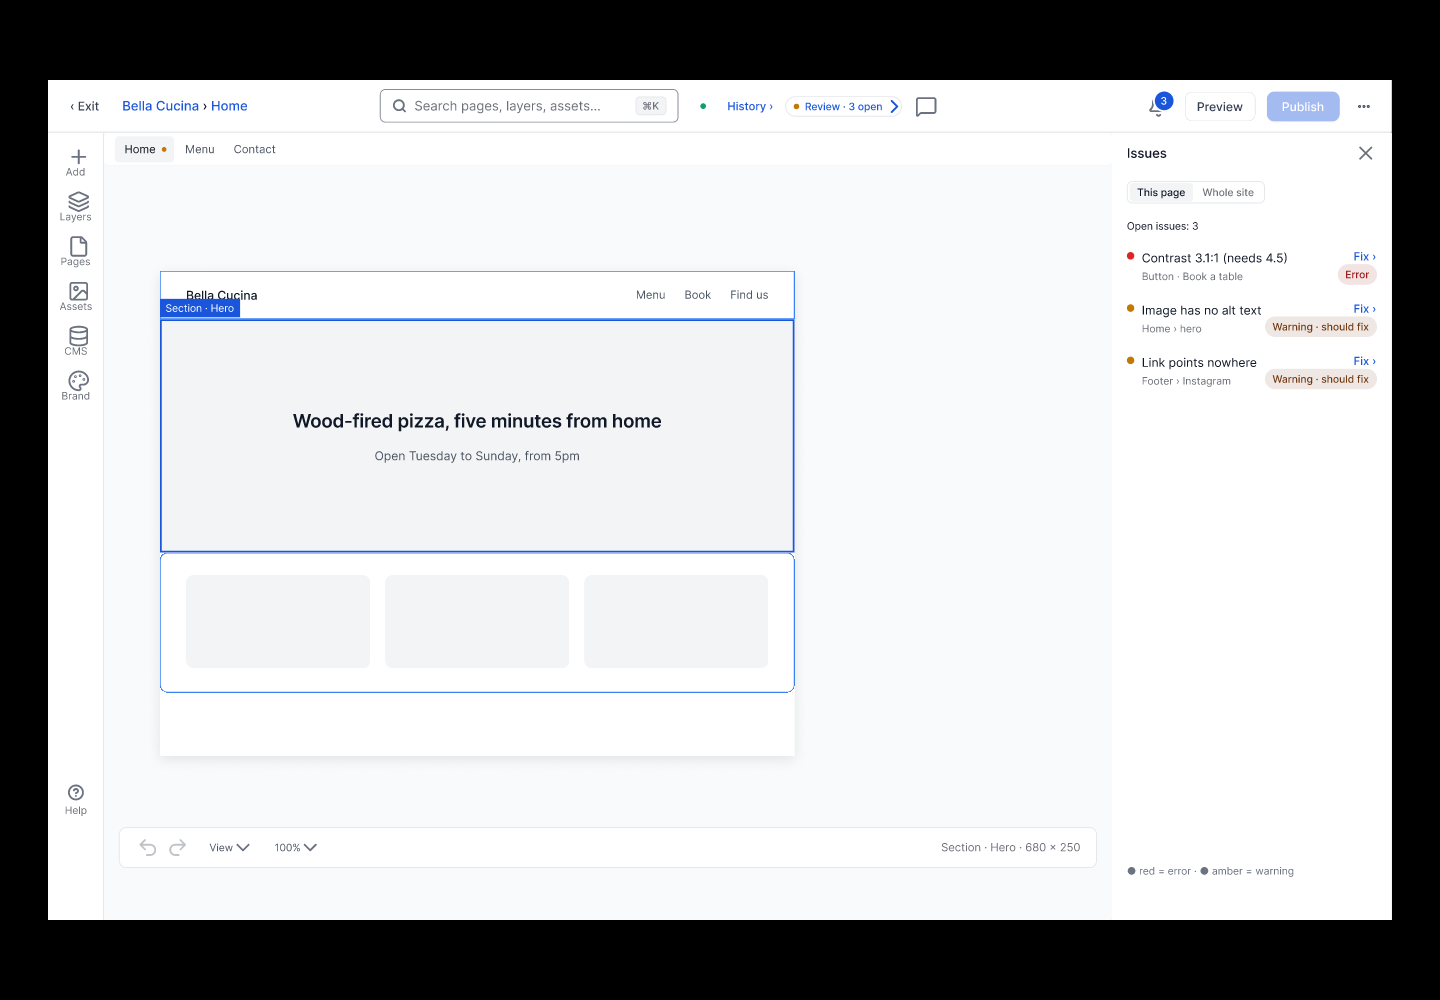 ‹ Exit
Bella Cucina › Home
Search pages, layers, assets...
⌘K
History ›
Review · 3 open
3
Preview
Publish
Home
Menu
Contact
Add
Layers
Pages
Assets
CMS
Brand
Help
Bella Cucina
Menu
Book
Find us
Section · Hero
Wood-fired pizza, five minutes from home
Open Tuesday to Sunday, from 5pm
View
100%
Section · Hero · 680 × 250
Issues
This page
Whole site
Open issues: 3
Contrast 3.1:1 (needs 4.5)
Fix ›
Button · Book a table
Error
Image has no alt text
Fix ›
Home › hero
Warning · should fix
Link points nowhere
Fix ›
Footer › Instagram
Warning · should fix
red = error · amber = warning